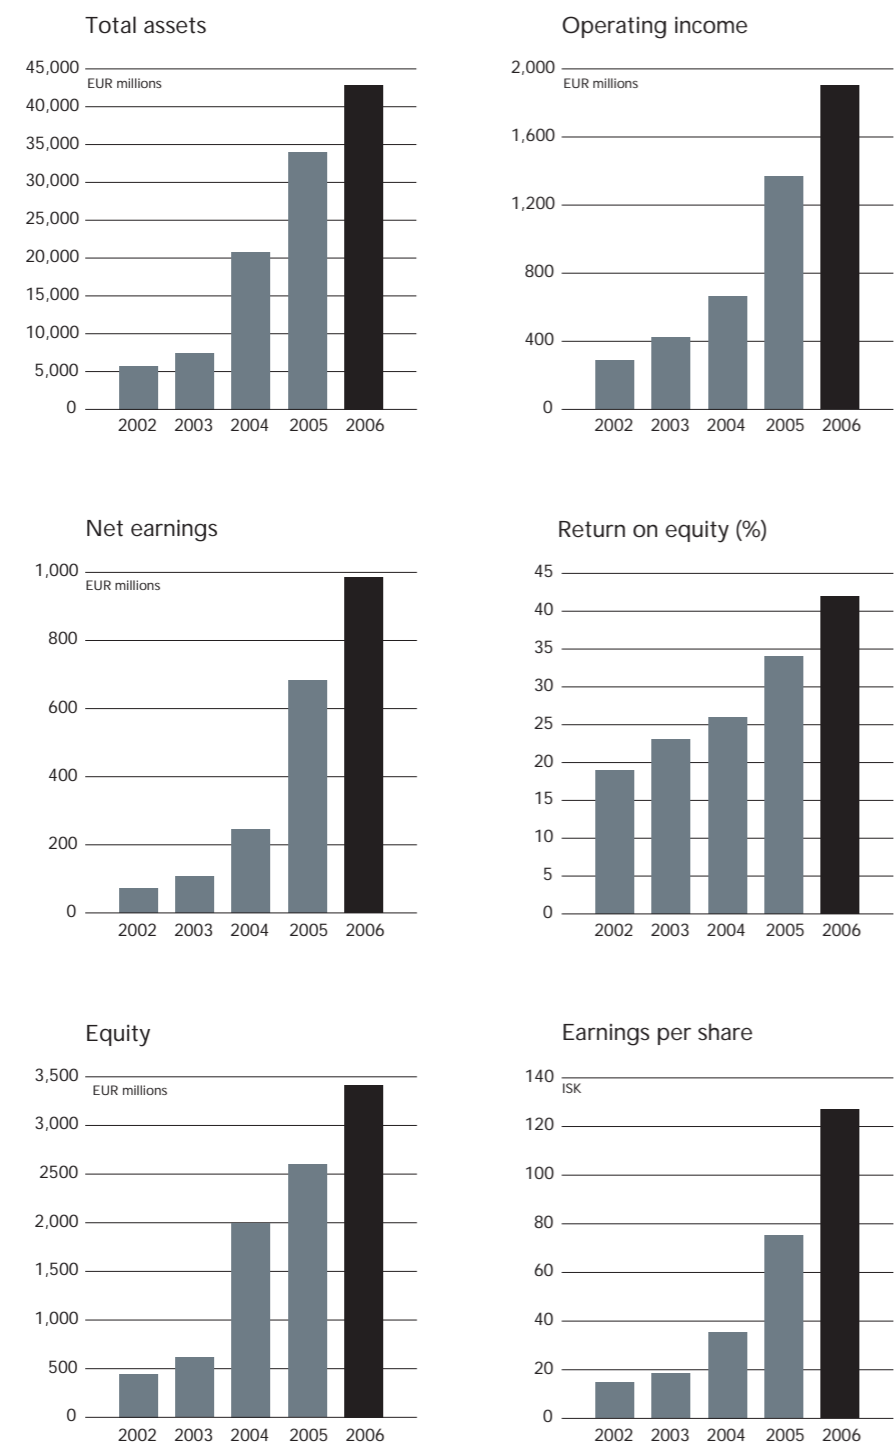 Total assets
45,000
EUR millions
40,000
35,000
30,000
25,000
20,000
15,000
10,000
5,000
0
2002 2003 2004 2005 2006
Operating income
2,000
EUR millions
1,600
1,200
800
400
0
2002 2003 2004 2005 2006
Net earnings
1,000
EUR millions
800
600
400
200
0
2002 2003 2004 2005 2006
Return on equity (%)
45
40
35
30
25
20
15
10
5
0
2002 2003 2004 2005 2006
Equity
3,500
EUR millions
3,000
2500
2,000
1,500
1,000
500
0
2002 2003 2004 2005 2006
Earnings per share
140
ISK
120
100
80
60
40
20
0
2002 2003 2004 2005 2006